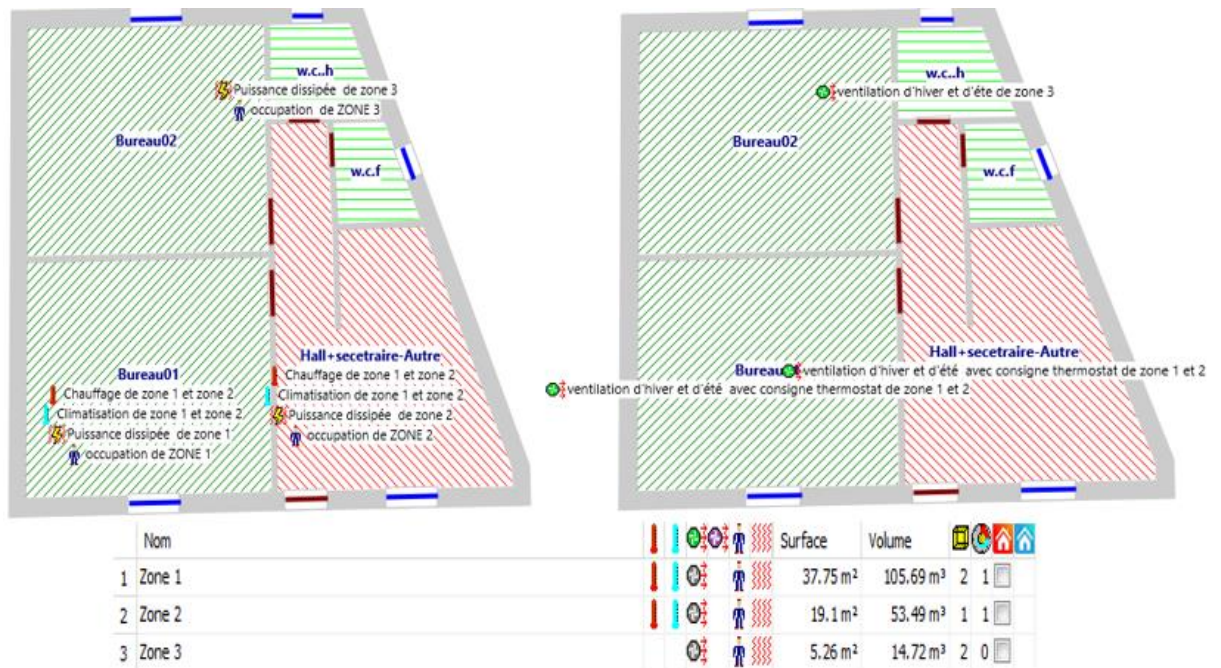 w.c..h
Puissance dissipée de zone 3
occupation de ZONE 3
Bureau02
w.c.f
Hall+secetraire-Autre
Chauffage de zone 1 et zone 2
Climatisation de zone 1 et zone 2
Puissance dissipée de zone 2
occupation de ZONE 2
Bureau01
Chauffage de zone 1 et zone 2
Climatisation de zone 1 et zone 2
Puissance dissipée de zone 1
occupation de ZONE 1
w.c..h
ventilation d'hiver et d'éte de zone 3
Bureau02
w.c.f
Hall+secetraire-Autre
Bureau
ventilation d'hiver et d'été avec consigne thermostat de zone 1 et 2
ventilation d'hiver et d'été avec consigne thermostat de zone 1 et 2
Nom Surface Volume
1 Zone 1 37.75 m² 105.69 m³ 2 1
2 Zone 2 19.1 m² 53.49 m³ 1 1
3 Zone 3 5.26 m² 14.72 m³ 2 0